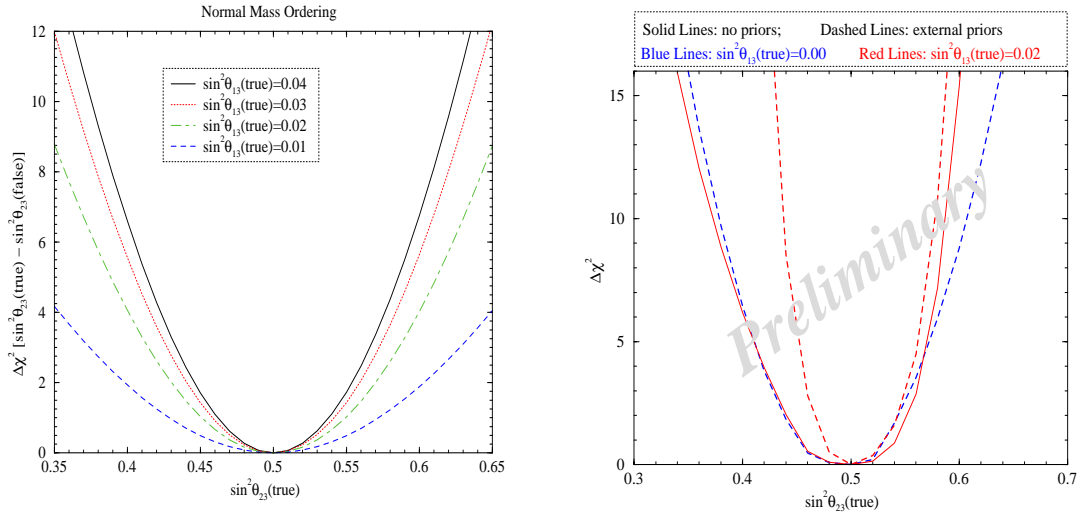 Normal Mass Ordering
12
10
8
6
4
2
0
Δχ² [sin²θ₂₃(true) − sin²θ₂₃(false)]
sin²θ₁₃(true)=0.04
sin²θ₁₃(true)=0.03
sin²θ₁₃(true)=0.02
sin²θ₁₃(true)=0.01
0.35 0.4 0.45 0.5 0.55 0.6 0.65
sin²θ₂₃(true)
Solid Lines: no priors; Dashed Lines: external priors
Blue Lines: sin²θ₁₃(true)=0.00 Red Lines: sin²θ₁₃(true)=0.02
15
10
5
0
Δχ²
Preliminary
0.3 0.4 0.5 0.6 0.7
sin²θ₂₃(true)